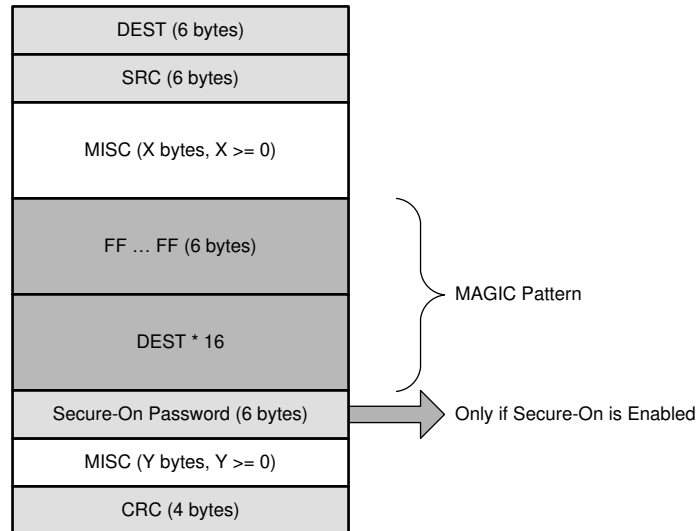 DEST (6 bytes)
SRC (6 bytes)
MISC (X bytes, X >= 0)
FF … FF (6 bytes)
MAGIC Pattern
DEST * 16
Secure-On Password (6 bytes)
Only if Secure-On is Enabled
MISC (Y bytes, Y >= 0)
CRC (4 bytes)